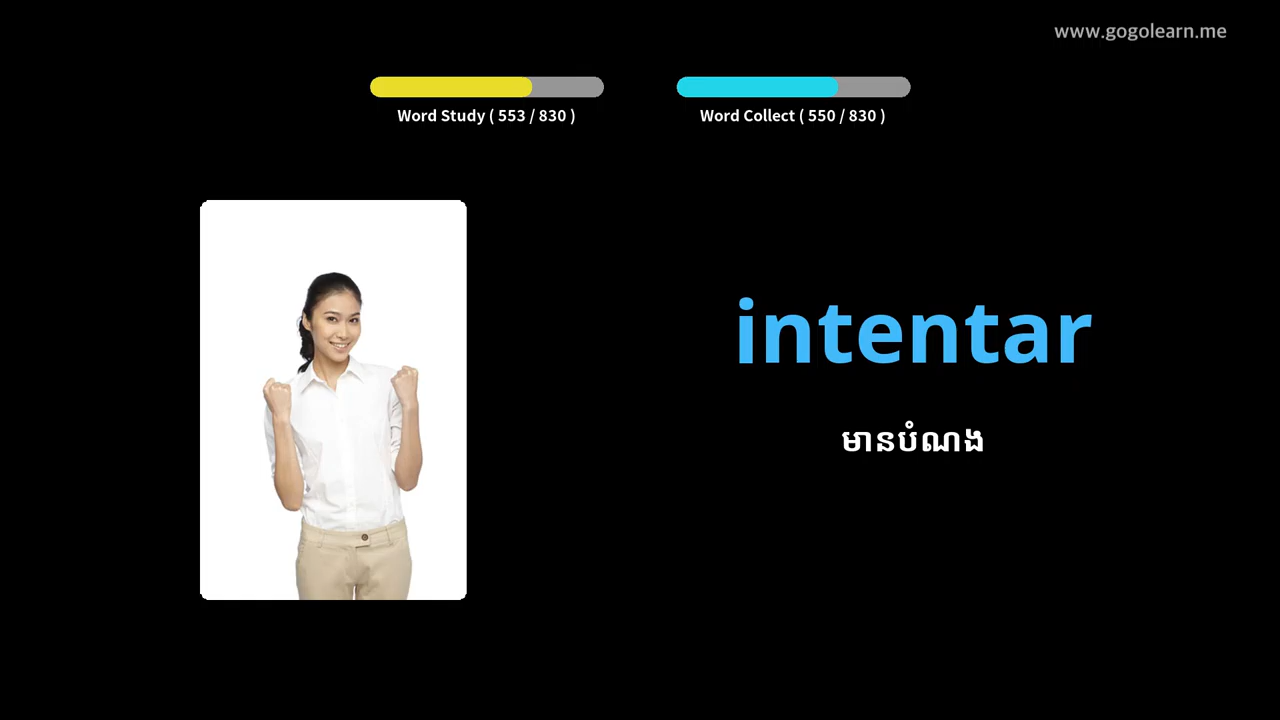 www.gogolearn.me
Word Study ( 553 / 830 )
Word Collect ( 550 / 830 )
intentar
មានបំណង